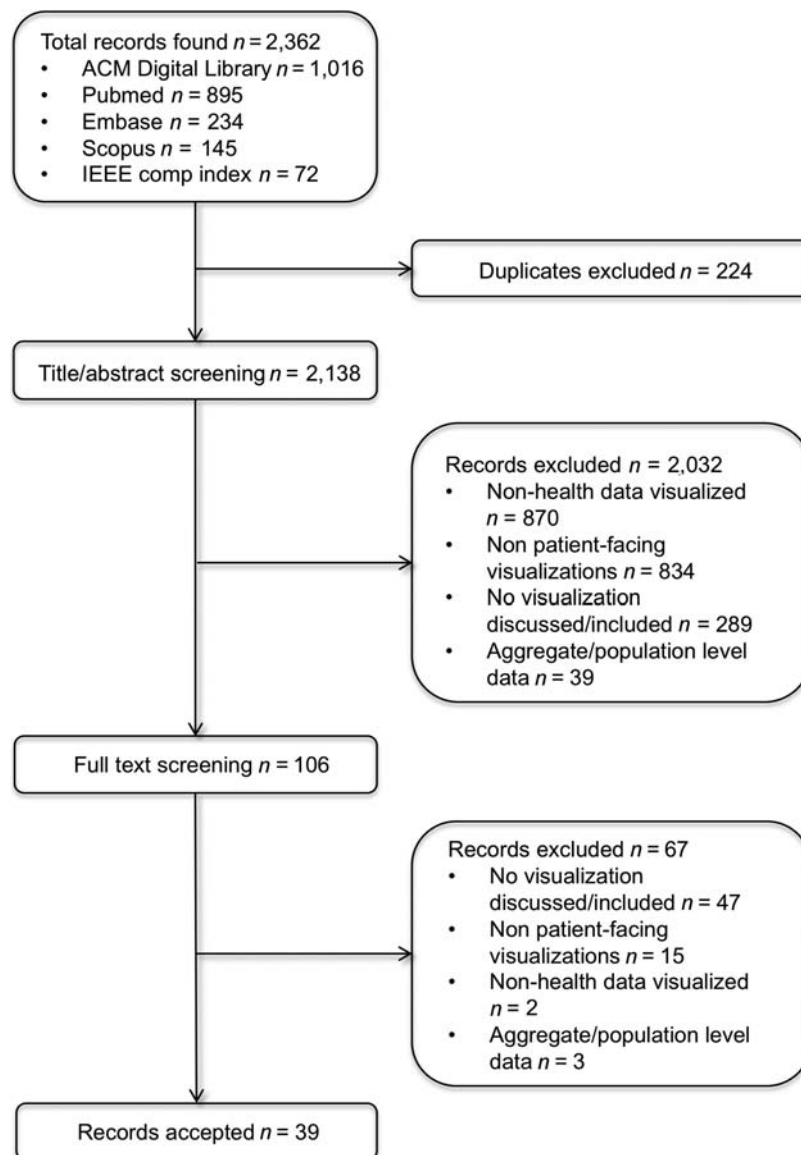 Total records found n = 2,362
• ACM Digital Library n = 1,016
• Pubmed n = 895
• Embase n = 234
• Scopus n = 145
• IEEE comp index n = 72
Duplicates excluded n = 224
Title/abstract screening n = 2,138
Records excluded n = 2,032
• Non-health data visualized
n = 870
• Non patient-facing
visualizations n = 834
• No visualization
discussed/included n = 289
• Aggregate/population level
data n = 39
Full text screening n = 106
Records excluded n = 67
• No visualization
discussed/included n = 47
• Non patient-facing
visualizations n = 15
• Non-health data visualized
n = 2
• Aggregate/population level
data n = 3
Records accepted n = 39